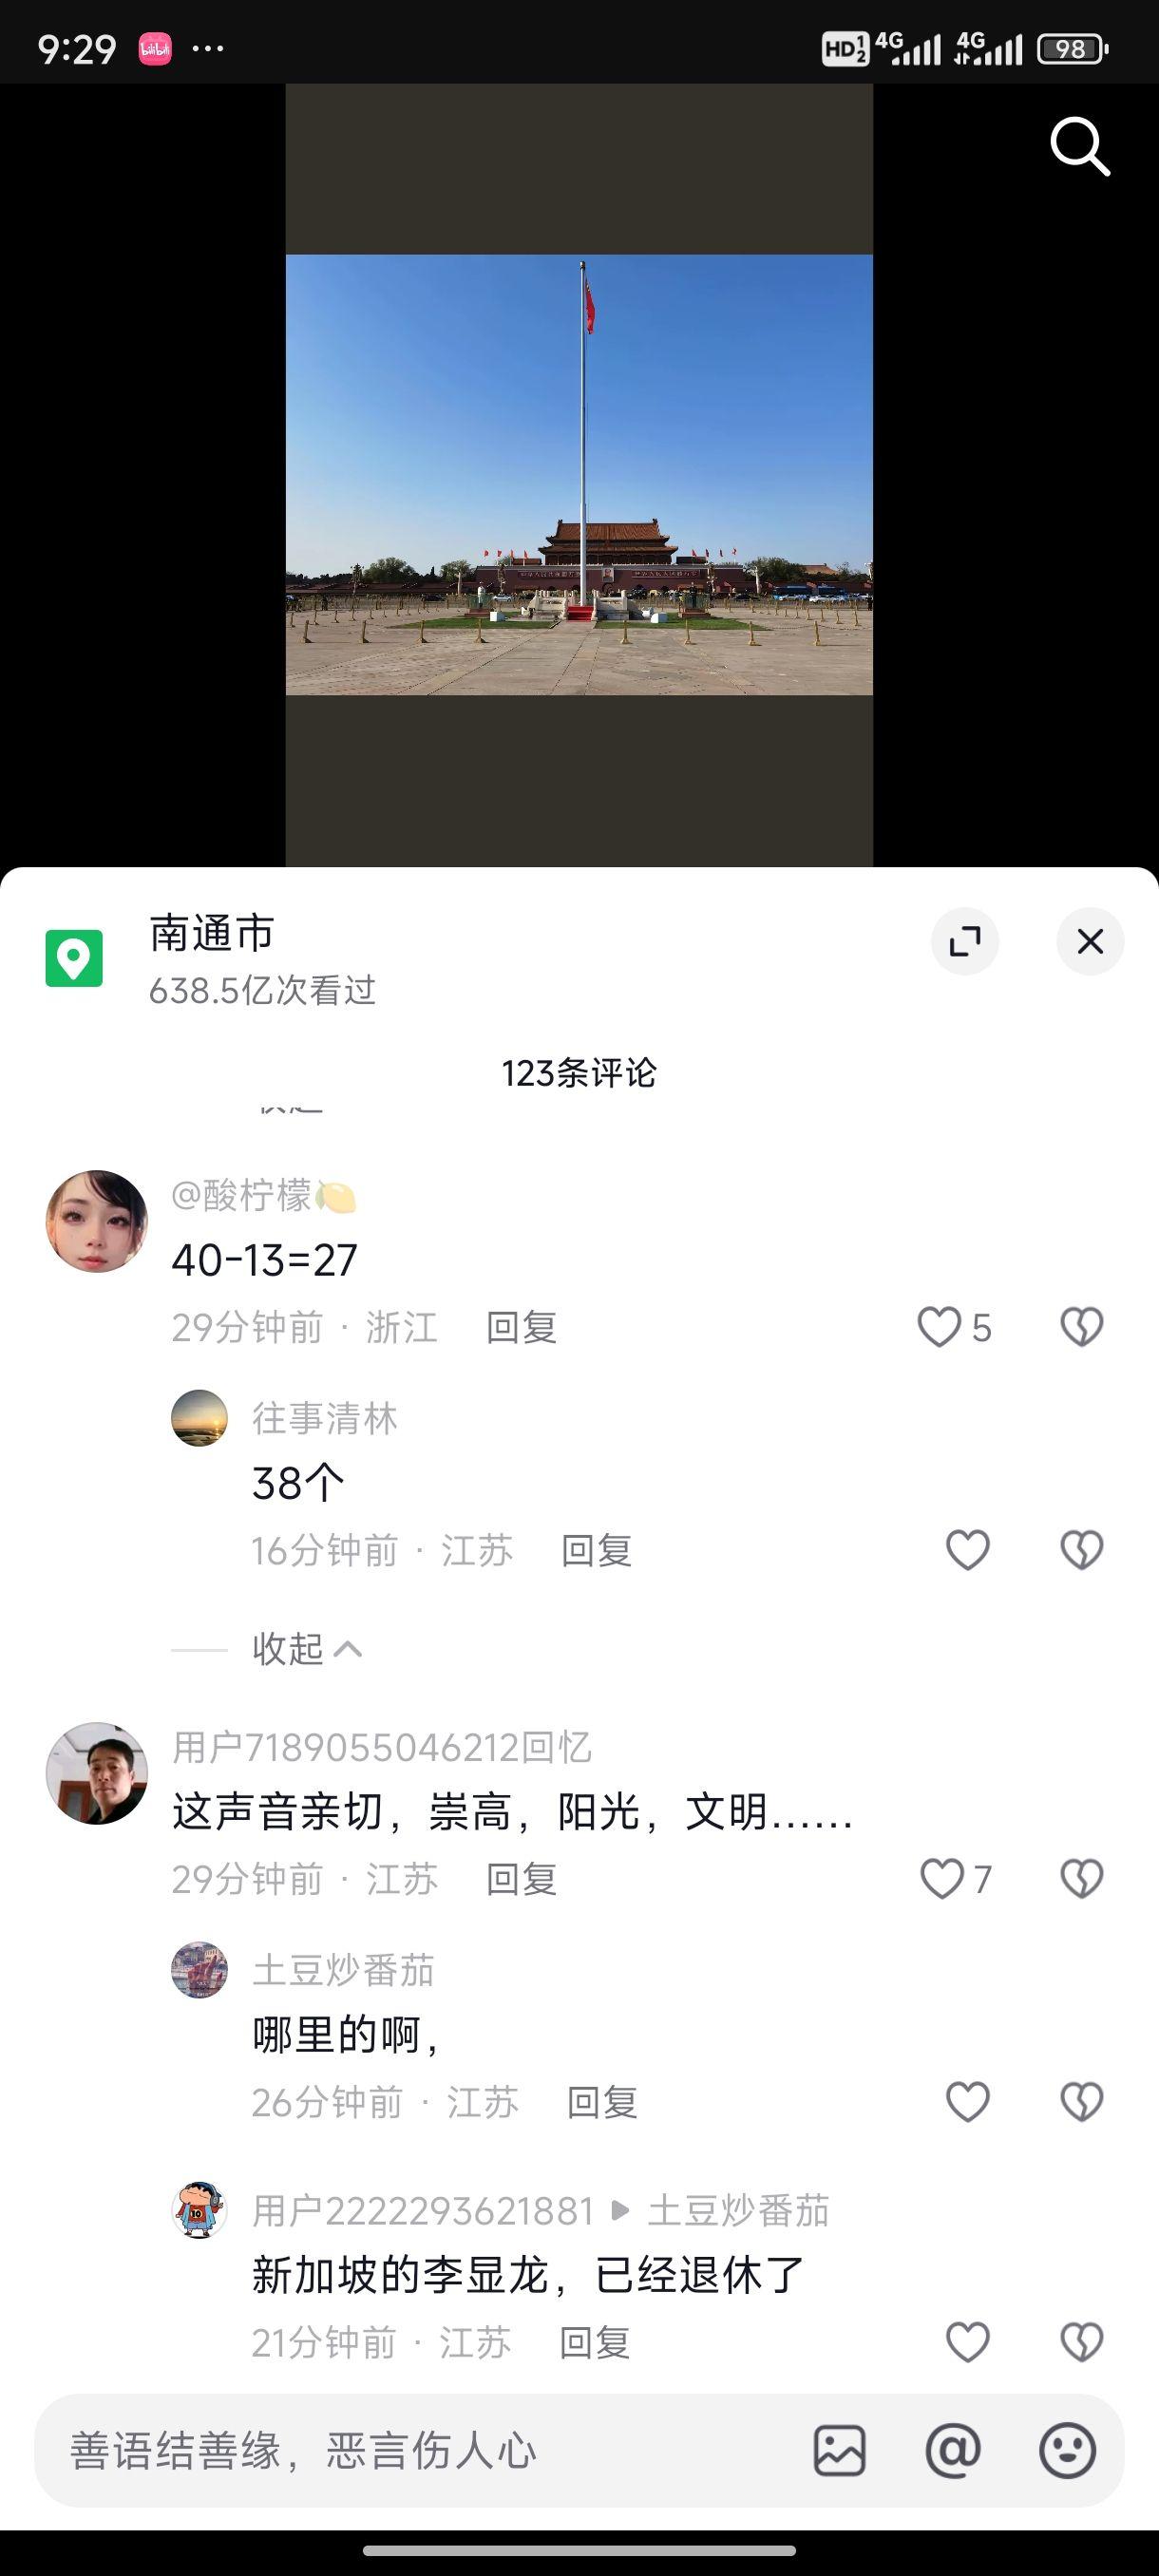 9:29
bilibili
HD 1 2 4G 4G 98
南通市
638.5亿次看过
123条评论
@酸柠檬🍋
40-13=27
29分钟前 · 浙江 回复 5
往事清林
38个
16分钟前 · 江苏 回复
收起
用户7189055046212回忆
这声音亲切，崇高，阳光，文明……
29分钟前 · 江苏 回复 7
土豆炒番茄
哪里的啊，
26分钟前 · 江苏 回复
用户2222293621881 ▶ 土豆炒番茄
新加坡的李显龙，已经退休了
21分钟前 · 江苏 回复
善语结善缘，恶言伤人心